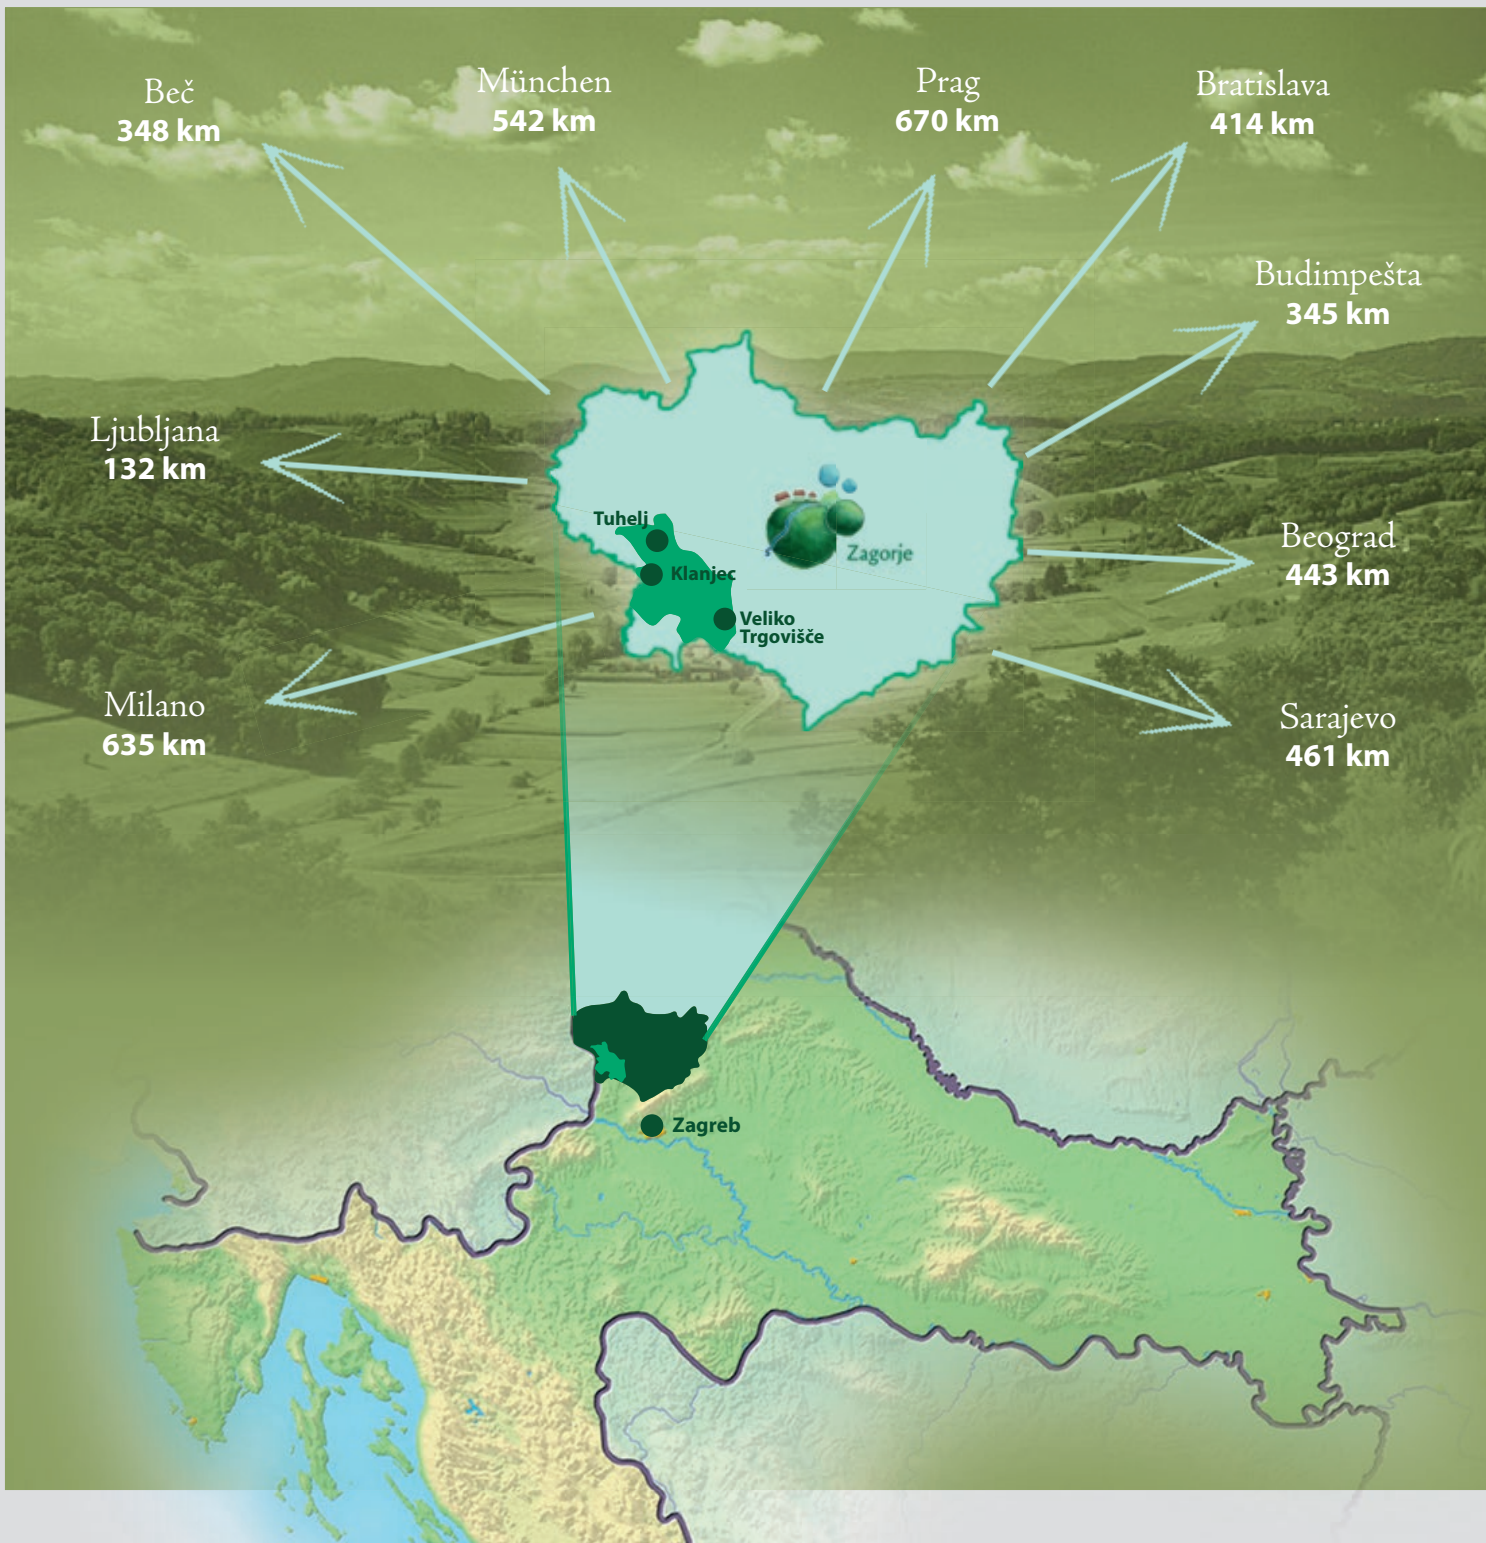 Beč
348 km
München
542 km
Prag
670 km
Bratislava
414 km
Budimpešta
345 km
Ljubljana
132 km
Tuhelj
Klanjec
Veliko
Trgovišče
Zagorje
Beograd
443 km
Milano
635 km
Sarajevo
461 km
Zagreb